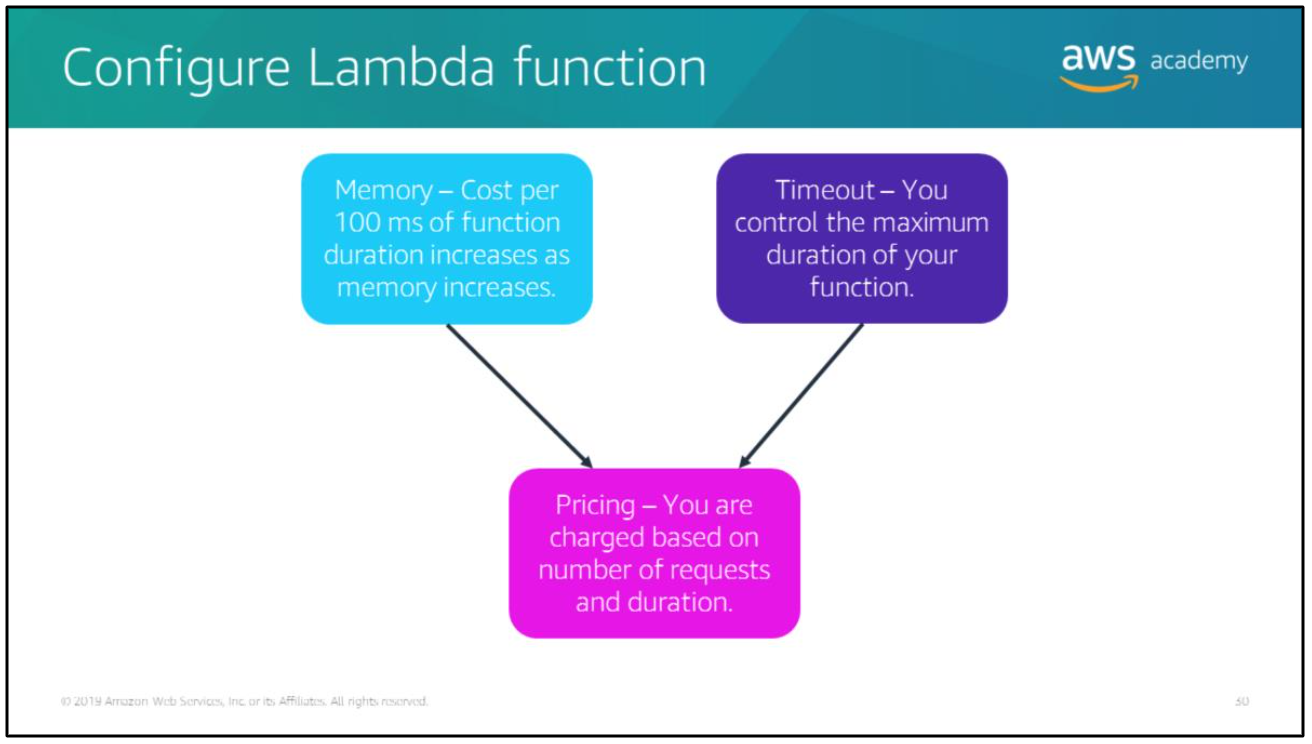 Configure Lambda function
aws academy
Memory – Cost per
100 ms of function
duration increases as
memory increases.
Timeout – You
control the maximum
duration of your
function.
Pricing – You are
charged based on
number of requests
and duration.
© 2019 Amazon Web Services, Inc. or its Affiliates. All rights reserved.
30